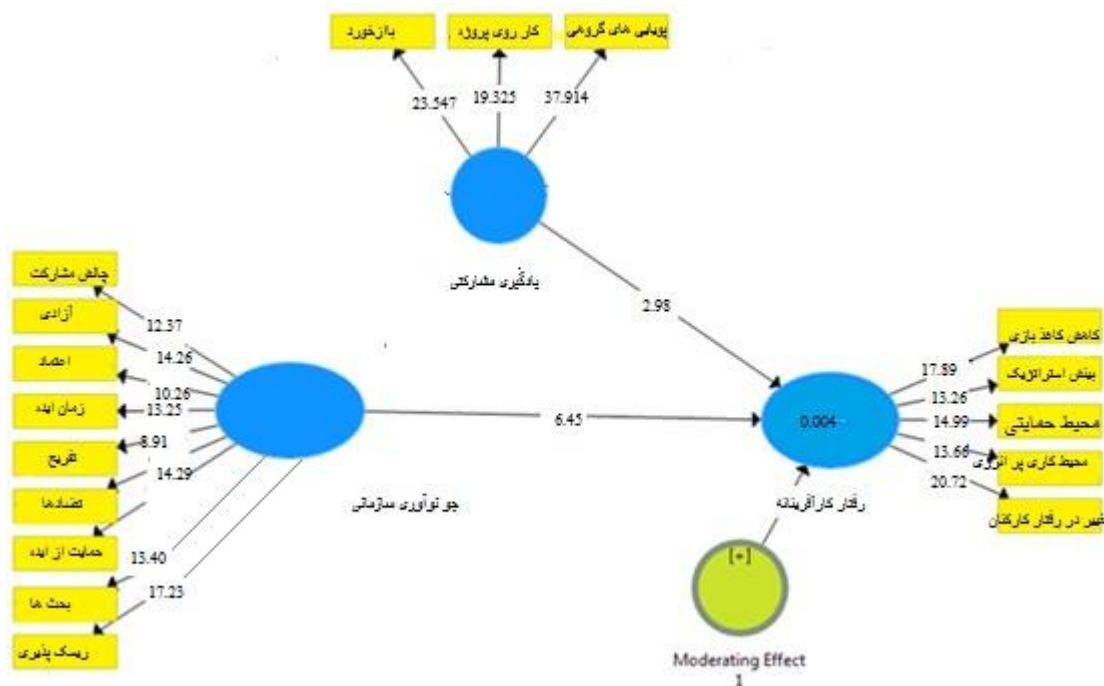 پویایی های گروهی
کار روی پروژه
باازخورد
23.547
19.325
37.914
یادگیری مشارکتی
2.98
چالش مشارکت
آزادی
اعتماد
زمان ایده
تفریح
تضادها
حمایت از ایده
بحث ها
ریسک پذیری
12.37
14.26
10.26
13.25
8.91
14.29
13.40
17.23
جو نوآوری سازمانی
6.45
0.004
رفتار کارآفرینانه
17.89
13.26
14.99
13.66
20.72
کاهش کاغذ بازی
بینش استراتژیک
محیط حمایتی
محیط کاری پر انرژی
غییر در رفتار کارکنان
[+]
Moderating Effect
1